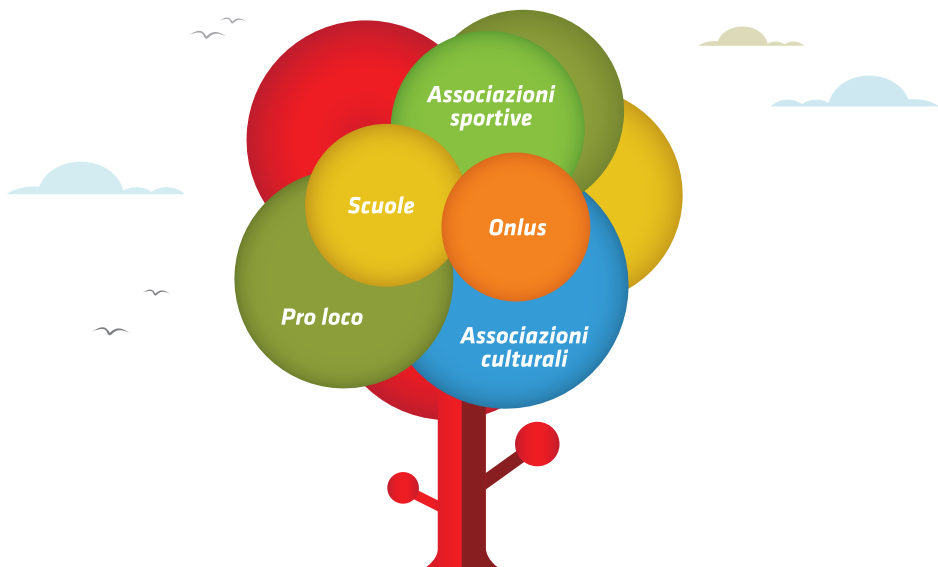 Associazioni
sportive
Scuole
Onlus
Pro loco
Associazioni
culturali